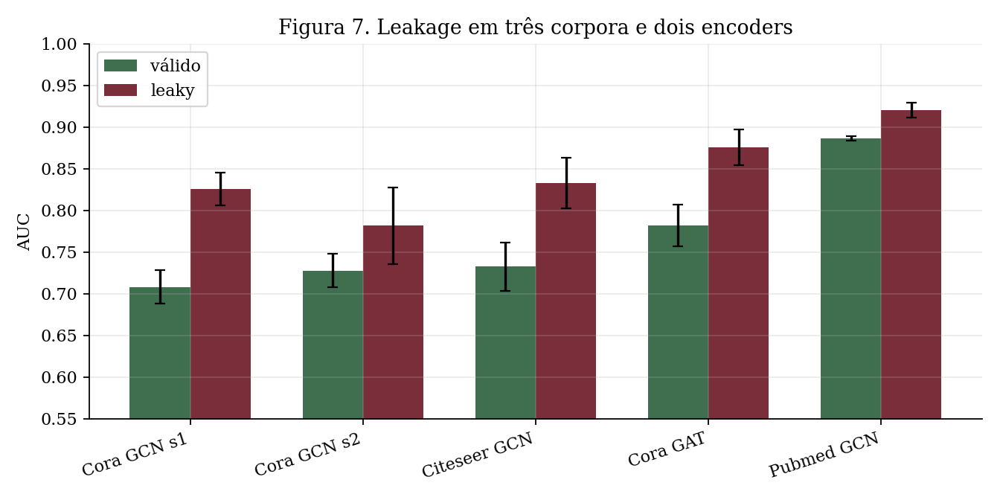 Figura 7. Leakage em três corpora e dois encoders
válido
leaky
AUC
1.00
0.95
0.90
0.85
0.80
0.75
0.70
0.65
0.60
0.55
Cora GCN s1
Cora GCN s2
Citeseer GCN
Cora GAT
Pubmed GCN